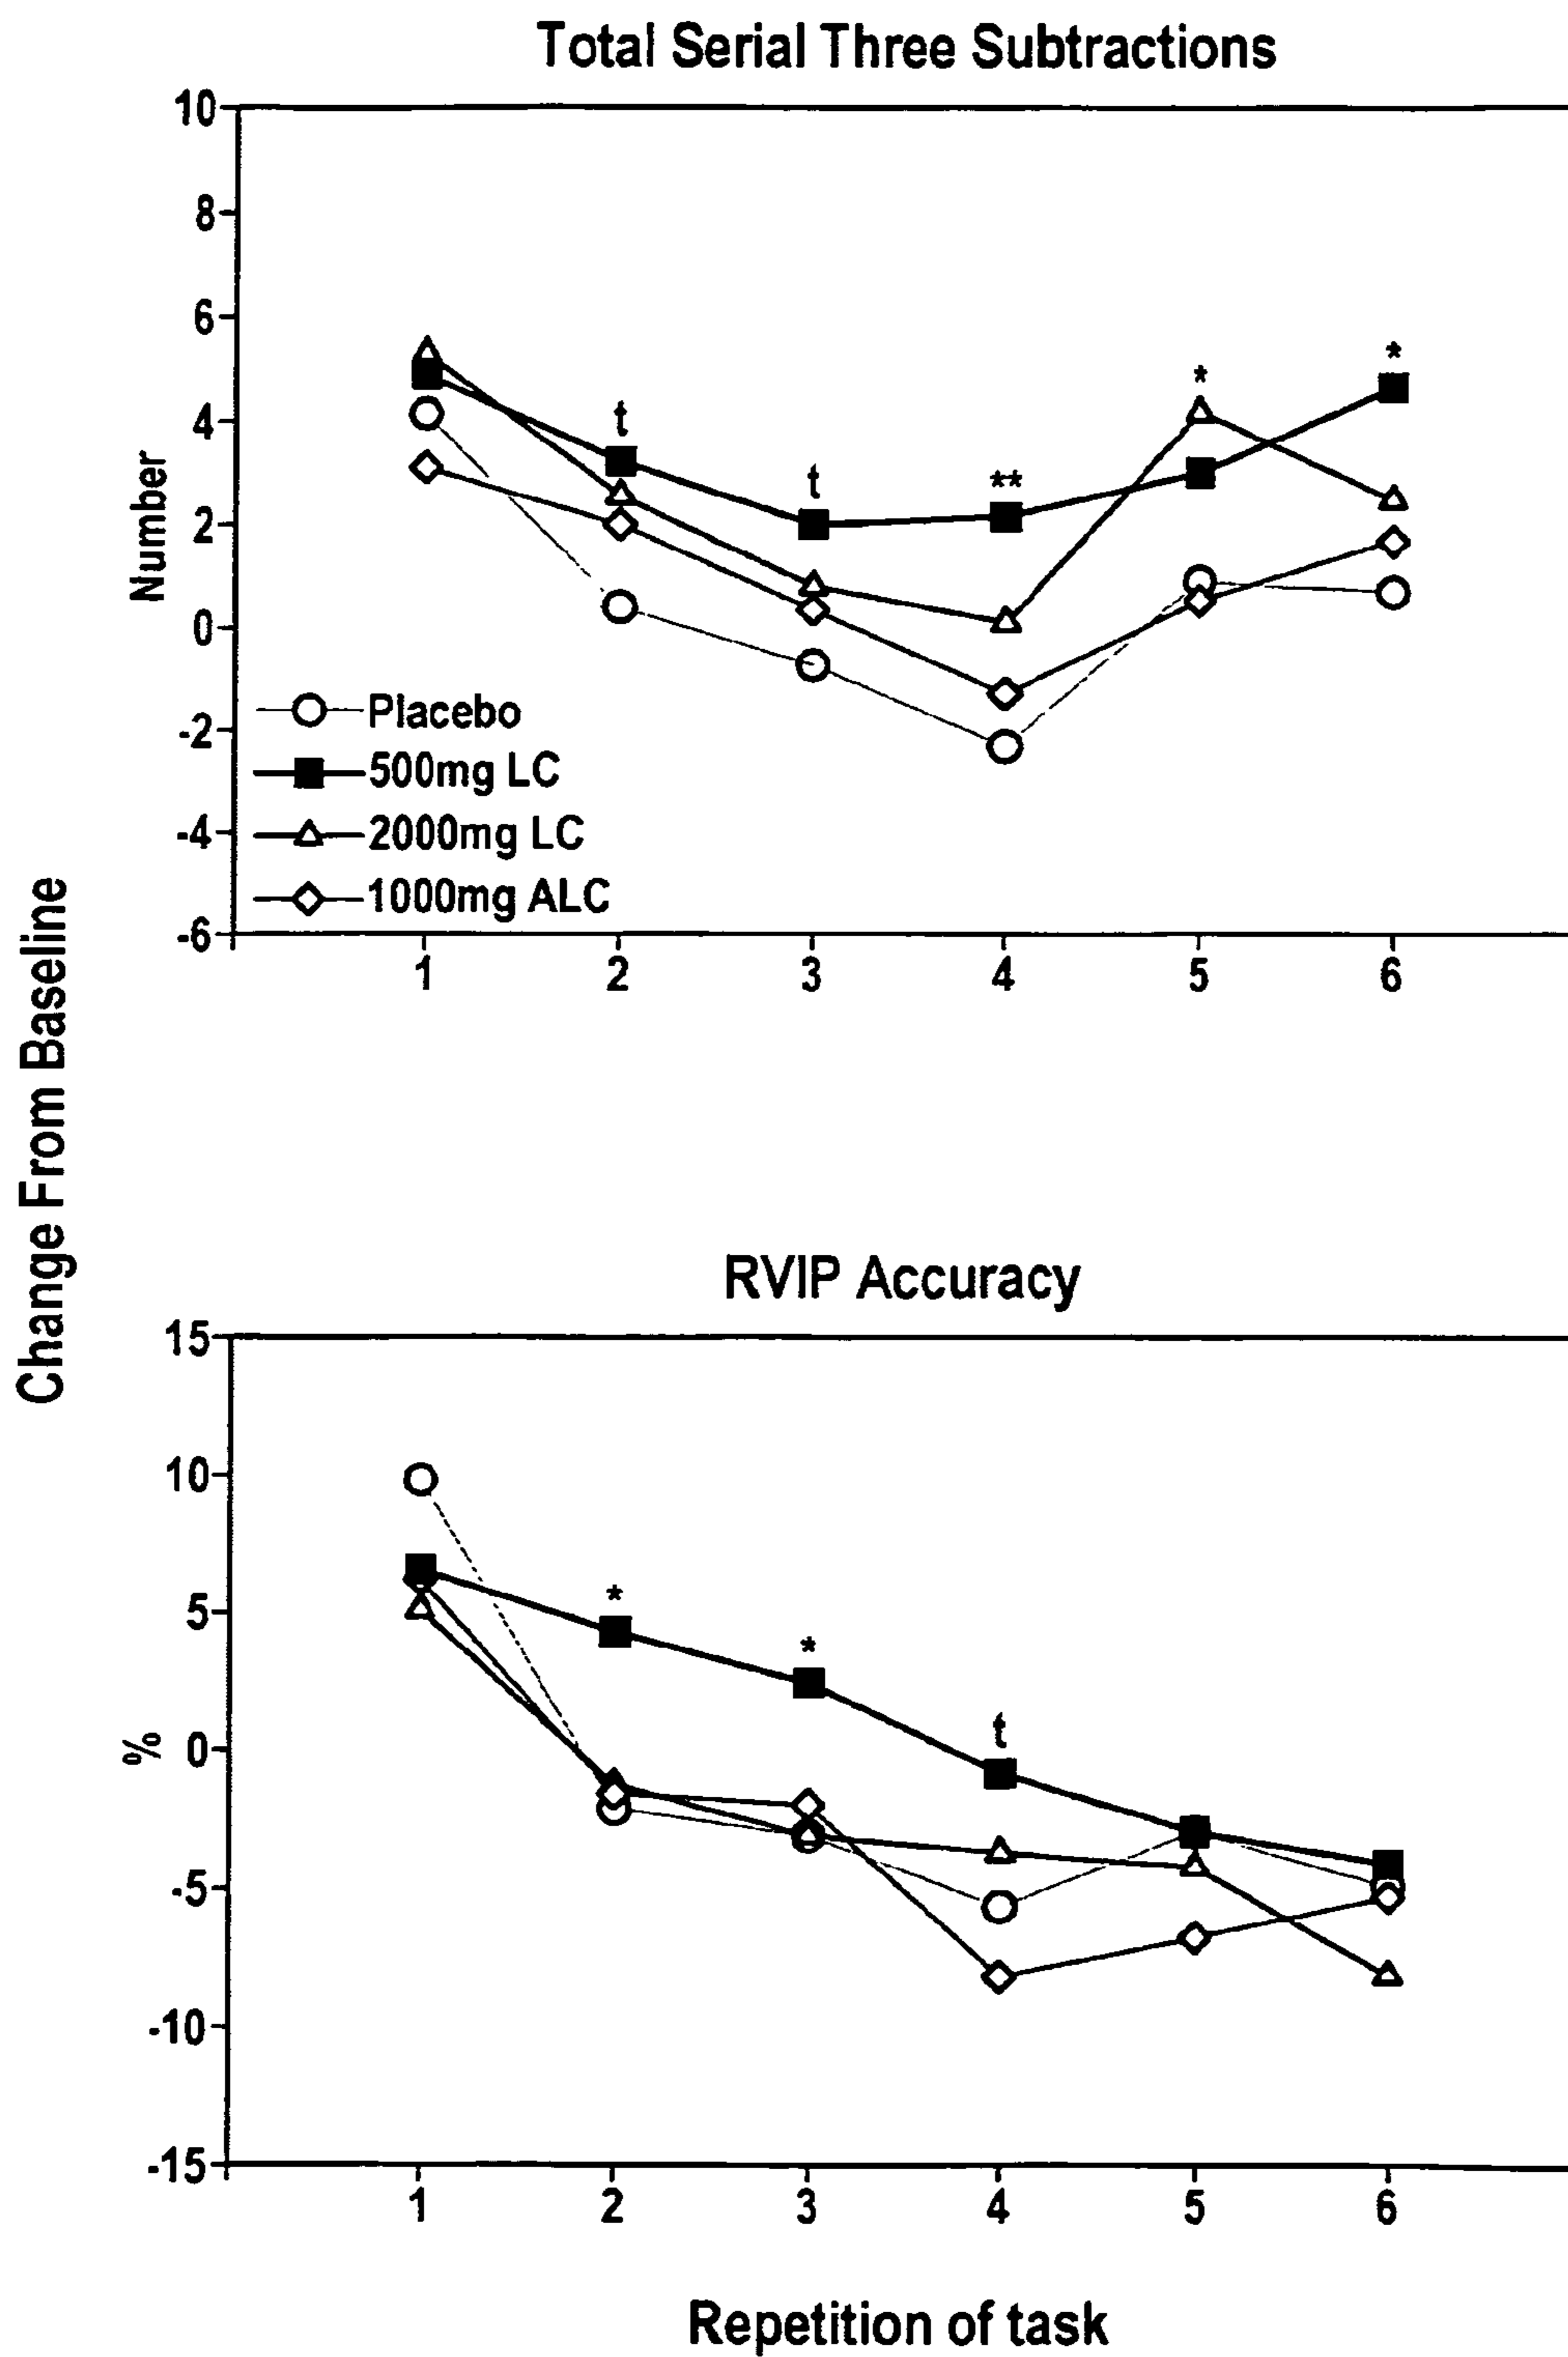 Total Serial Three Subtractions
10
8
6
4
2
0
-2
-4
-6
Number
t
t
**
*
*
Placebo
500mg LC
2000mg LC
1000mg ALC
1 2 3 4 5 6
Change From Baseline
RVIP Accuracy
15
10
5
0
-5
-10
-15
%
*
*
t
1 2 3 4 5 6
Repetition of task